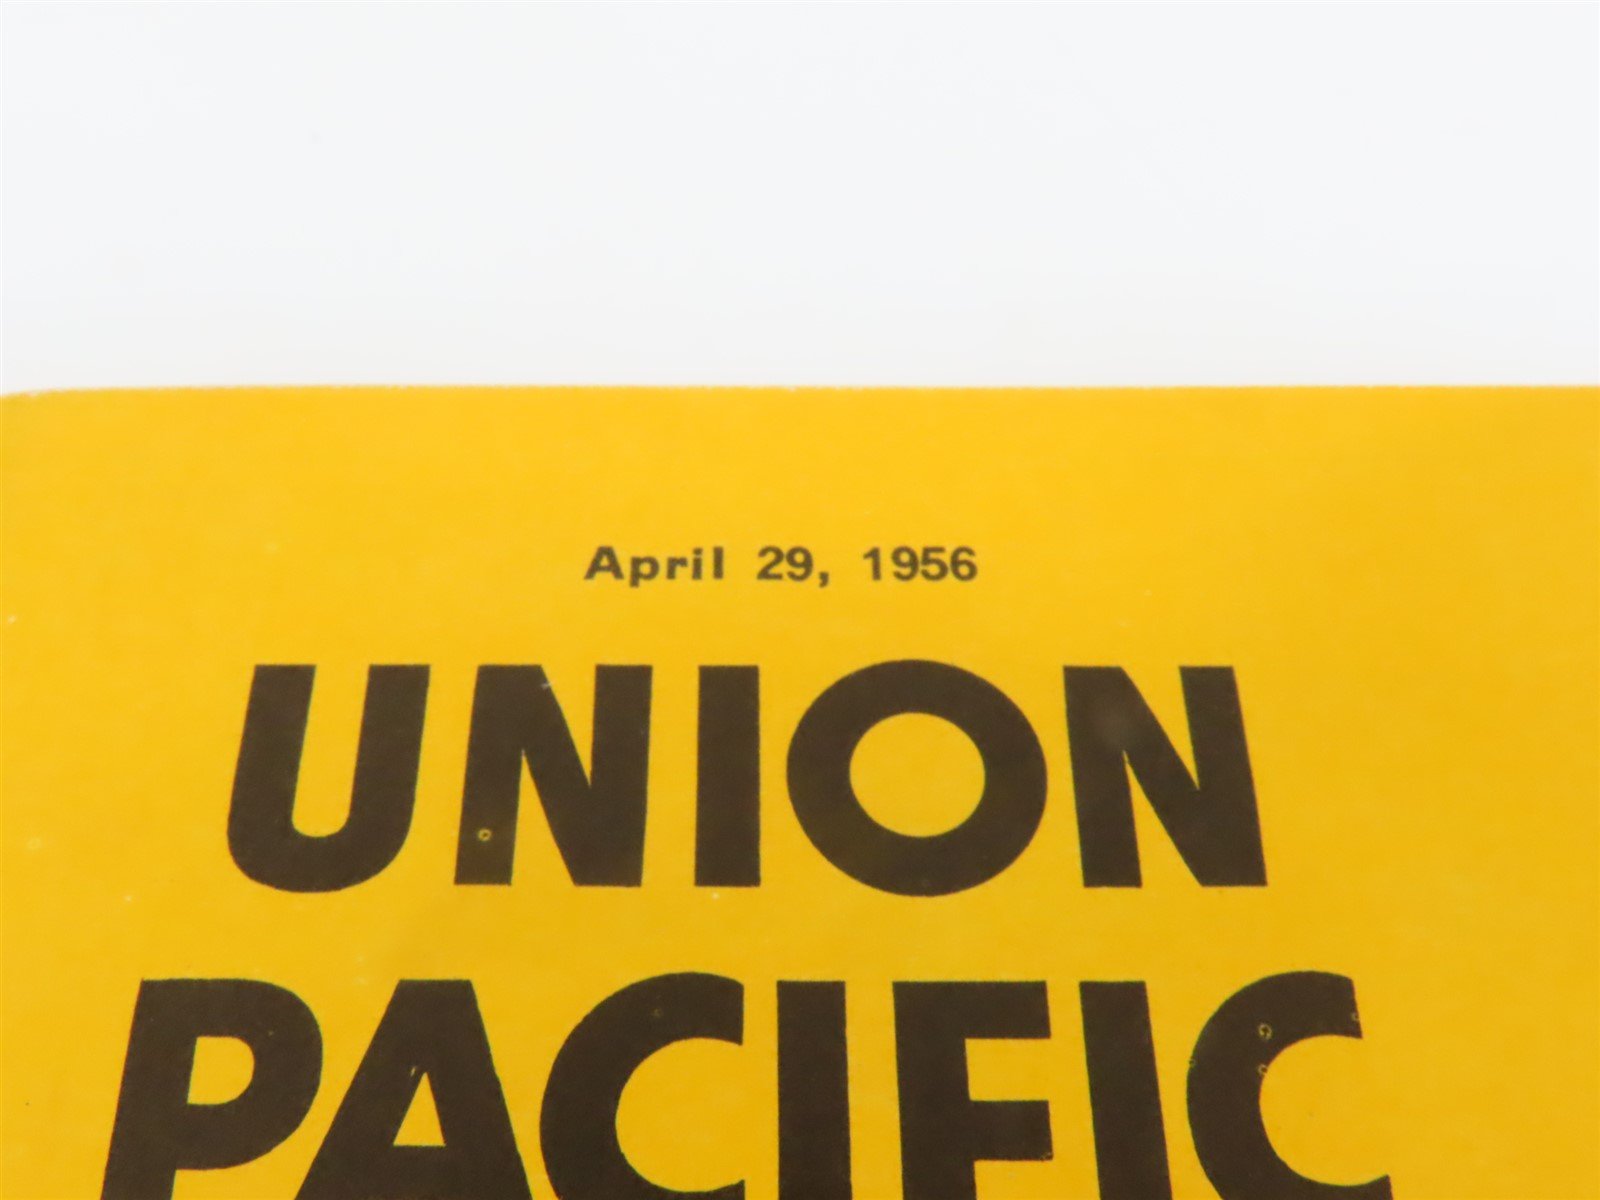 April 29, 1956
UNION
PACIFIC